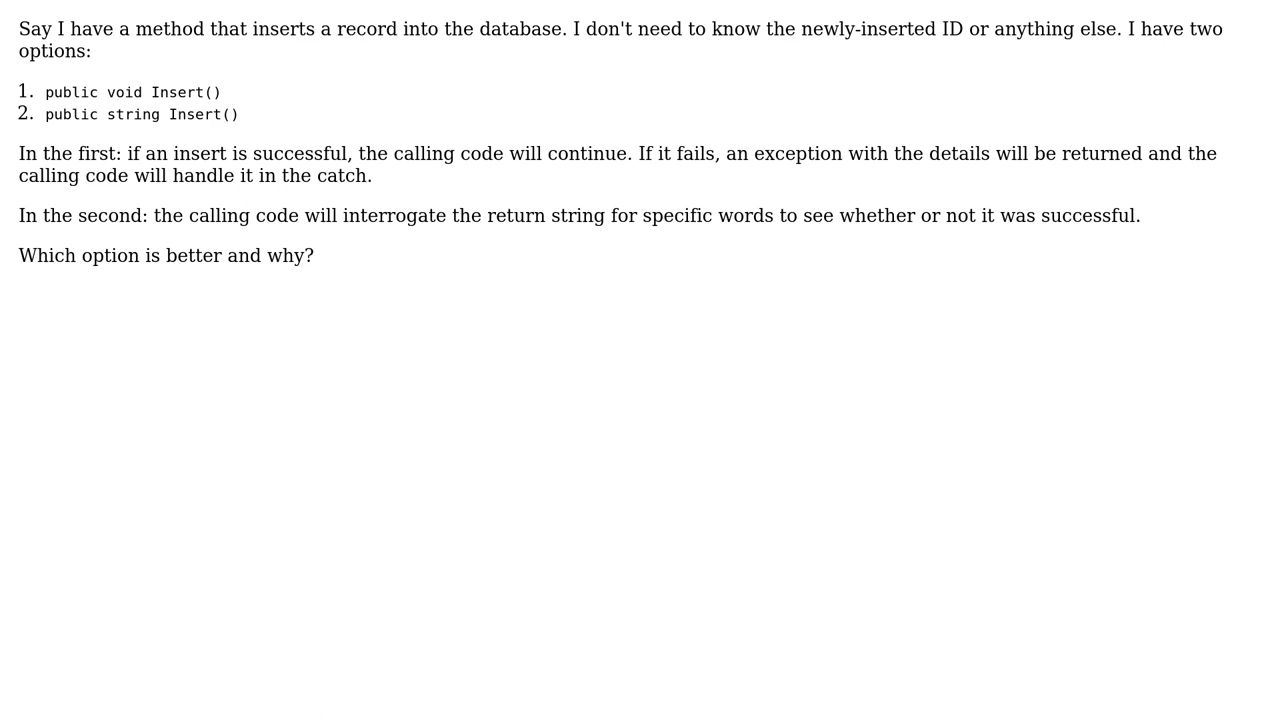 Say I have a method that inserts a record into the database. I don't need to know the newly-inserted ID or anything else. I have two
options:
1. public void Insert()
2. public string Insert()
In the first: if an insert is successful, the calling code will continue. If it fails, an exception with the details will be returned and the
calling code will handle it in the catch.
In the second: the calling code will interrogate the return string for specific words to see whether or not it was successful.
Which option is better and why?